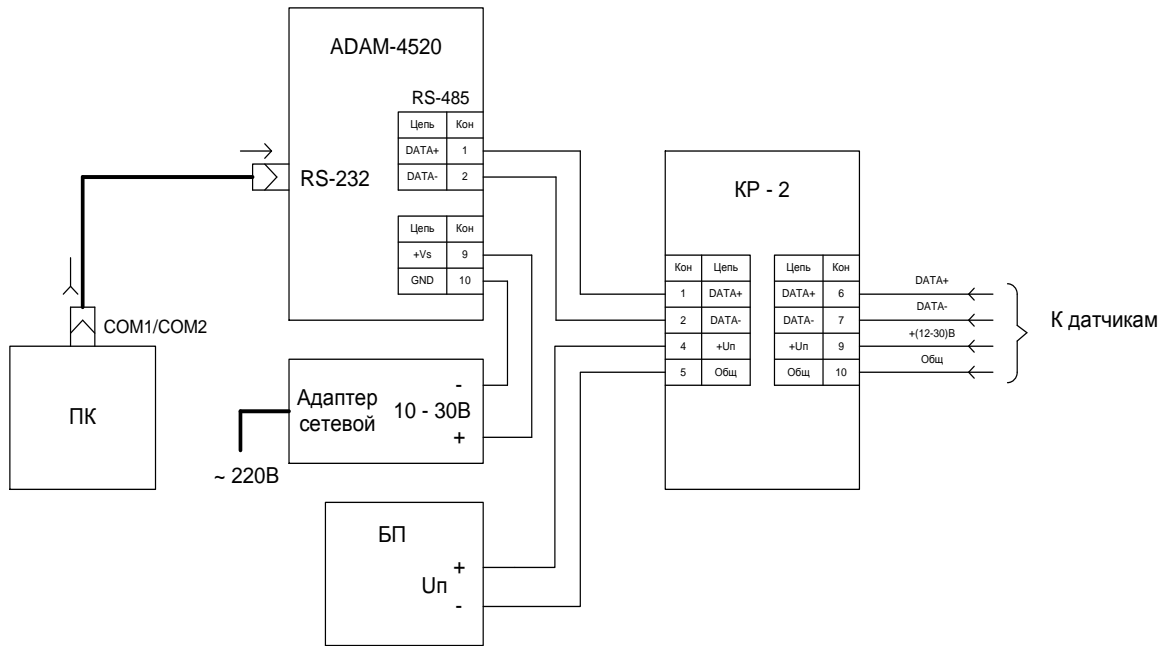 ADAM-4520
RS-485
Цепь Кон
DATA+ 1
DATA- 2
RS-232
Цепь Кон
+Vs 9
GND 10
COM1/COM2
ПК
Адаптер
сетевой
10 - 30В
-
+
~ 220В
БП
+
Uп
-
КР - 2
Кон Цепь
1 DATA+
2 DATA-
4 +Uп
5 Общ
Цепь Кон
DATA+ 6
DATA- 7
+Uп 9
Общ 10
DATA+
DATA-
+(12-30)В
Общ
К датчикам